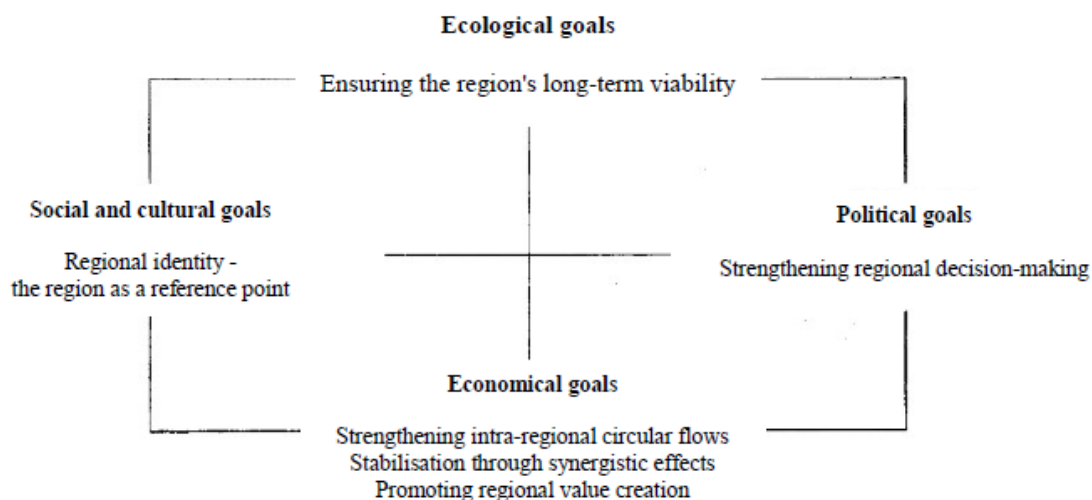 Ecological goals
Ensuring the region's long-term viability
Social and cultural goals
Regional identity -
the region as a reference point
Political goals
Strengthening regional decision-making
Economical goals
Strengthening intra-regional circular flows
Stabilisation through synergistic effects
Promoting regional value creation